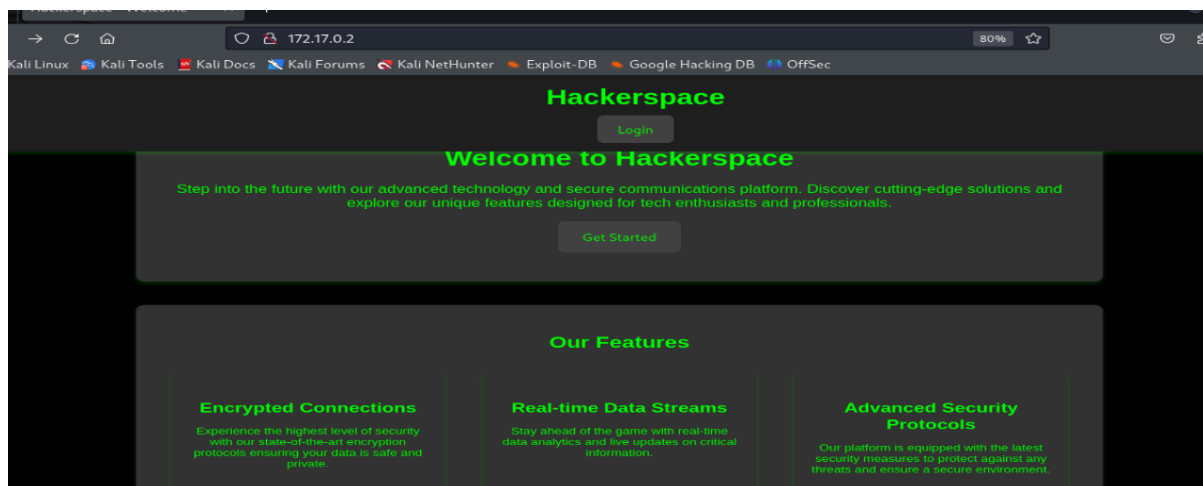 Hackerspace - Welcome
172.17.0.2
80%
Kali Linux Kali Tools Kali Docs Kali Forums Kali NetHunter Exploit-DB Google Hacking DB OffSec
Hackerspace
Login
Welcome to Hackerspace
Step into the future with our advanced technology and secure communications platform. Discover cutting-edge solutions and
explore our unique features designed for tech enthusiasts and professionals.
Get Started
Our Features
Encrypted Connections
Experience the highest level of security
with our state-of-the-art encryption
protocols ensuring your data is safe and
private.
Real-time Data Streams
Stay ahead of the game with real-time
data analytics and live updates on critical
information.
Advanced Security
Protocols
Our platform is equipped with the latest
security measures to protect against any
threats and ensure a secure environment.